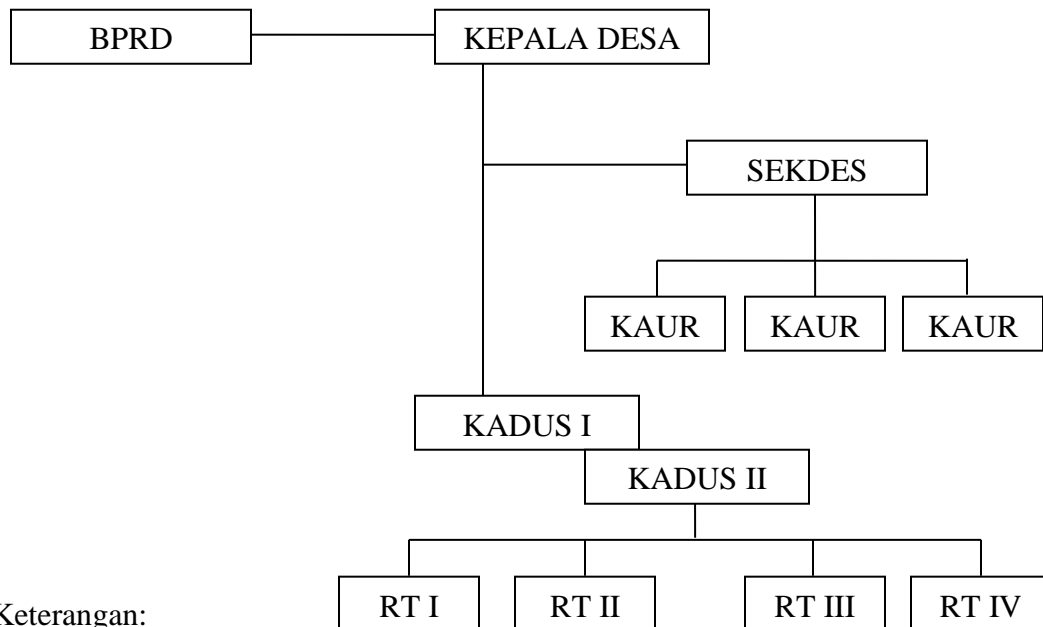 BPRD
KEPALA DESA
SEKDES
KAUR
KAUR
KAUR
KADUS I
KADUS II
RT I
RT II
RT III
RT IV
Keterangan: